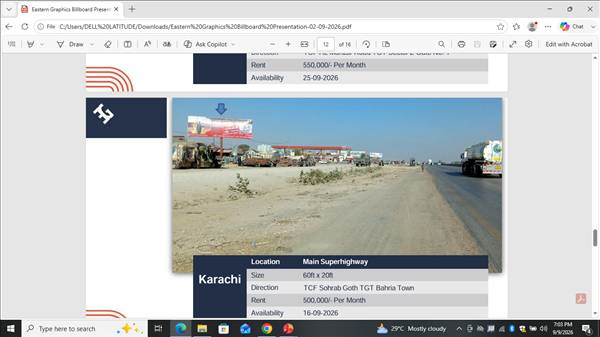 Eastern Graphics Billboard Presen
File
C:/Users/DELL%20LATITUDE/Downloads/Eastern%20Graphics%20Billboard%20Presentation-02-09-2026.pdf
Chat
Ask Copilot
12
of 16
Edit with Acrobat
Rent 550,000/- Per Month
Availability 25-09-2026
Karachi
Location Main Superhighway
Size 60ft x 20ft
Direction TCF Sohrab Goth TGT Bahria Town
Rent 500,000/- Per Month
Availability 16-09-2026
Type here to search
29°C Mostly cloudy
7:03 PM
9/9/2026